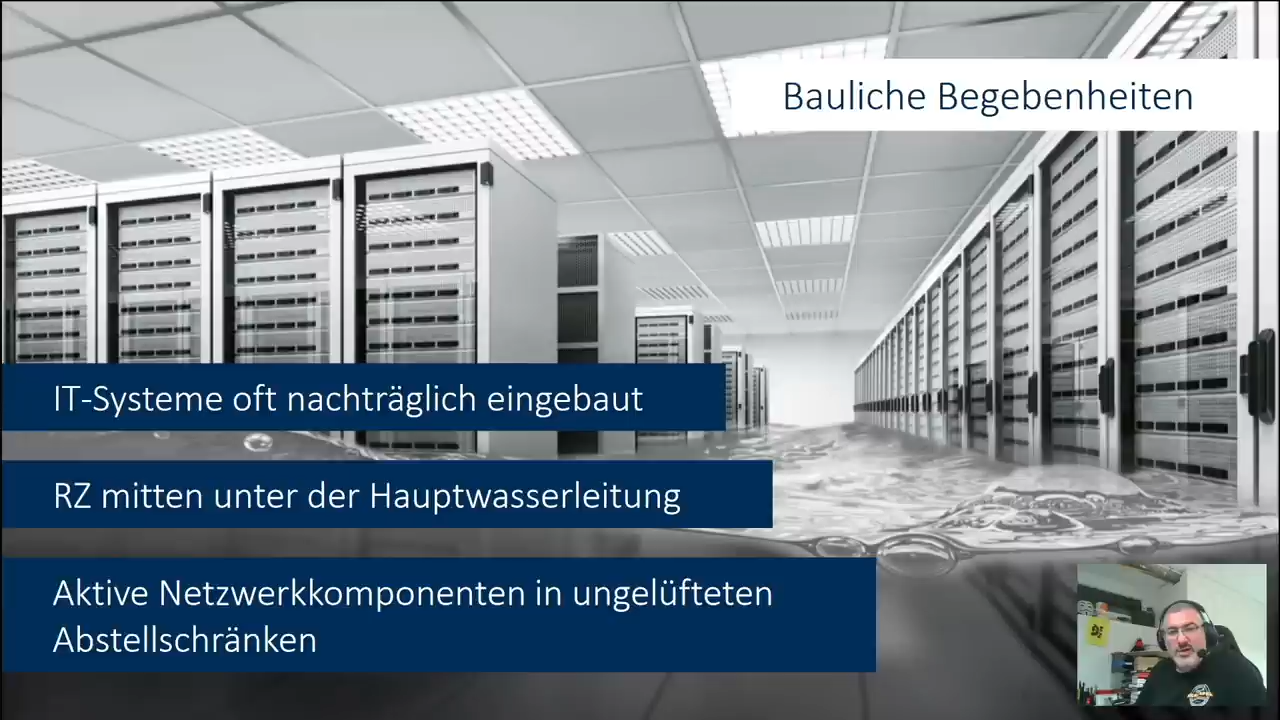 Bauliche Begebenheiten
IT-Systeme oft nachträglich eingebaut
RZ mitten unter der Hauptwasserleitung
Aktive Netzwerkkomponenten in ungelüfteten
Abstellschränken